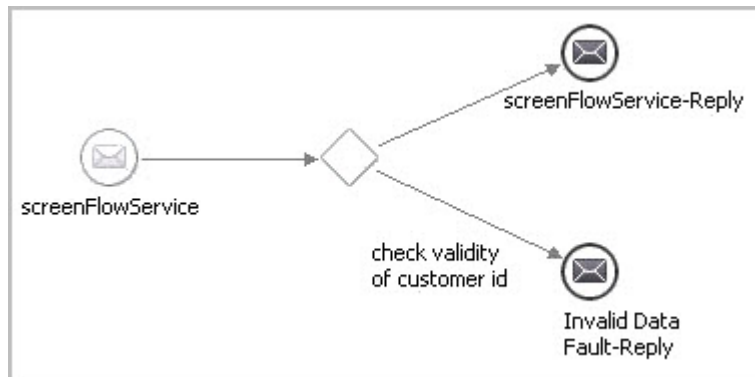 screenFlowService-Reply
screenFlowService
check validity
of customer id
Invalid Data
Fault-Reply